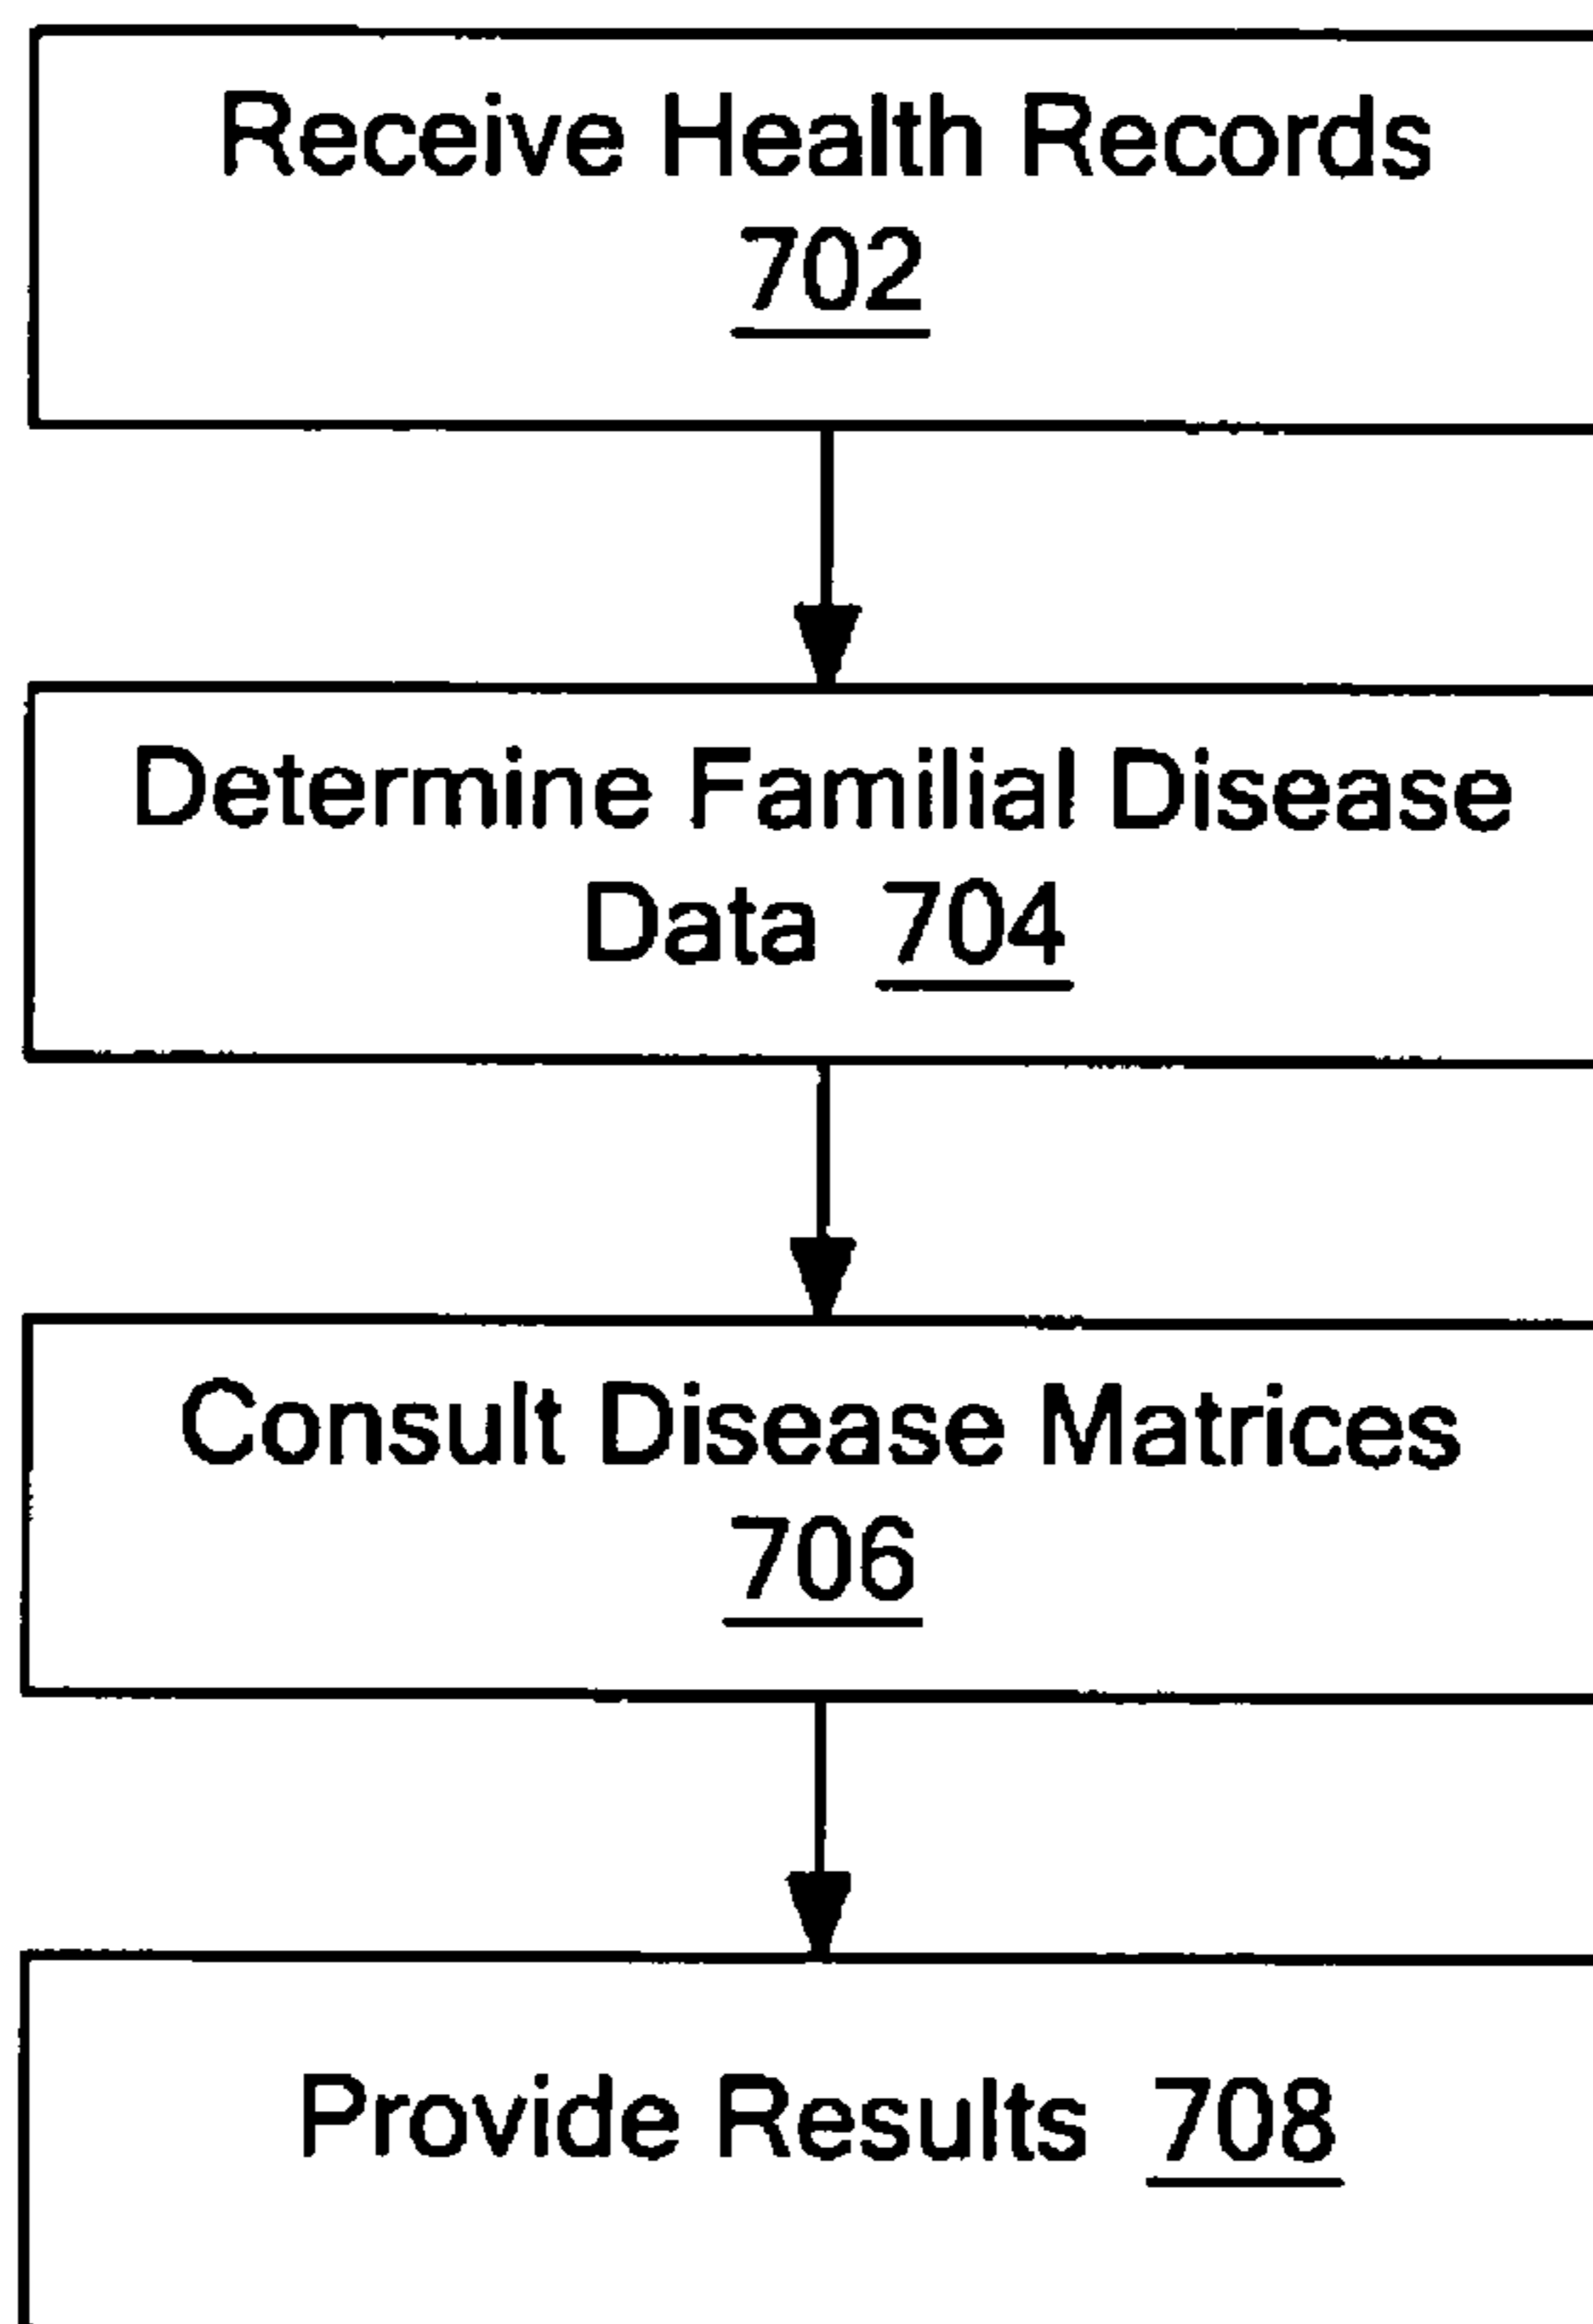 Receive Health Records
702
Determine Familial Disease
Data 704
Consult Disease Matrices
706
Provide Results 708